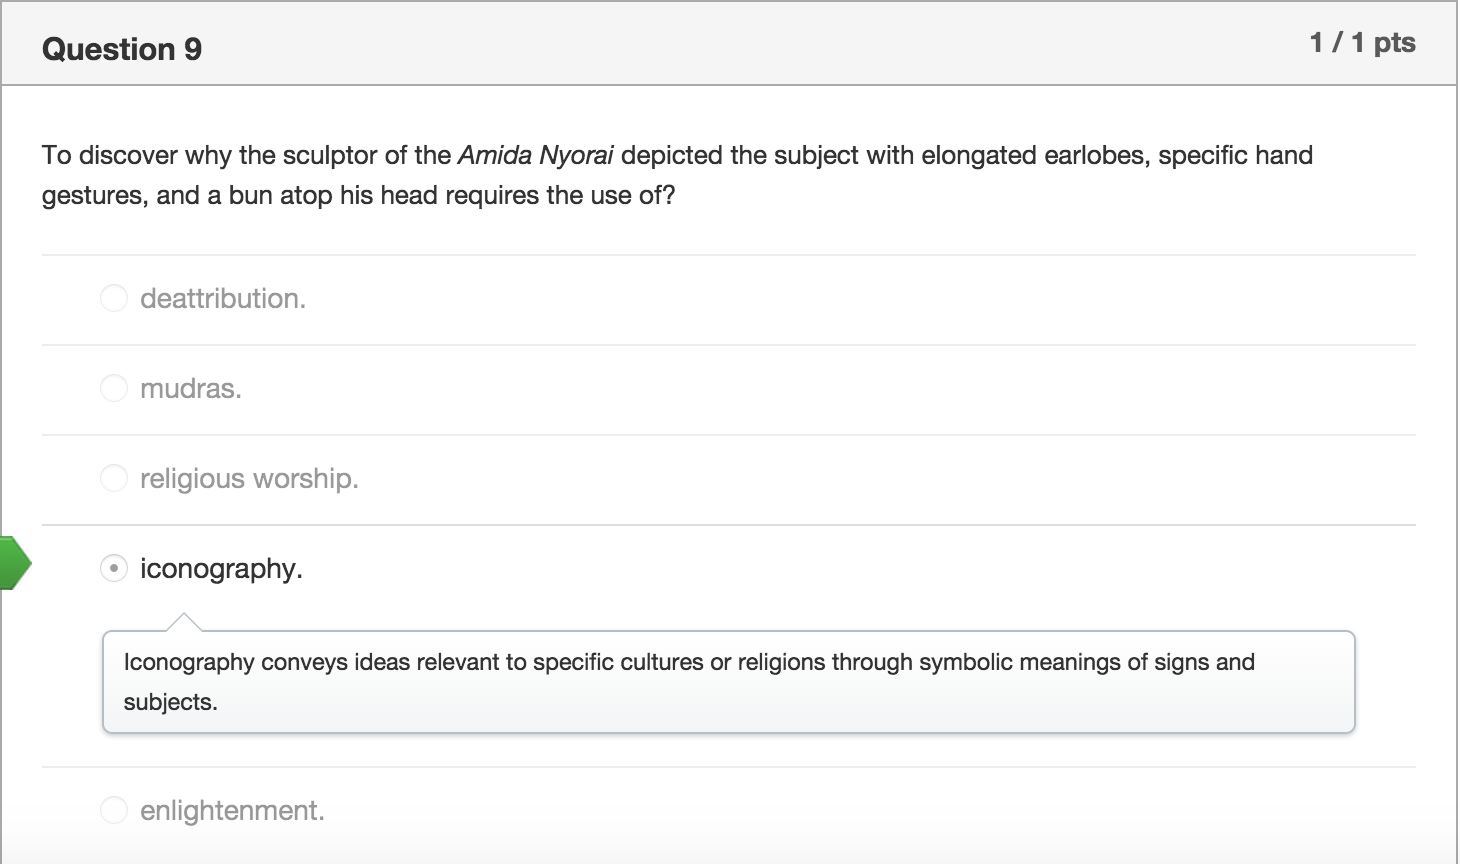 Question 9
1 / 1 pts
To discover why the sculptor of the Amida Nyorai depicted the subject with elongated earlobes, specific hand
gestures, and a bun atop his head requires the use of?
deattribution.
mudras.
religious worship.
iconography.
Iconography conveys ideas relevant to specific cultures or religions through symbolic meanings of signs and
subjects.
enlightenment.